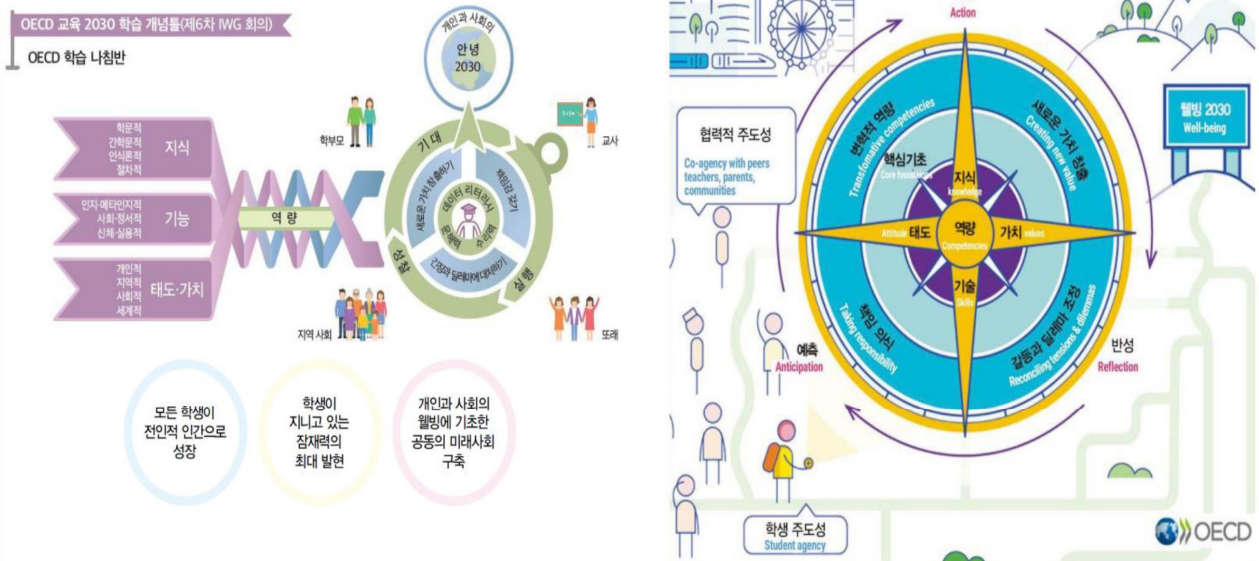 OECD 교육 2030 학습 개념틀(제6차 IWG 회의)
OECD 학습 나침반
학문적
간학문적
인식론적
절차적
지식
인지·메타인지적
사회·정서적
신체·실용적
기능
개인적
지역적
사회적
세계적
태도·가치
역량
학부모
교사
지역 사회
또래
개인과 사회의
안녕
2030
기대
실행
성찰
새로운 가치 창출하기
책임감 갖기
긴장과 딜레마에 대처하기
데이터 리터러시
문해력
수리력
1+1=
모든 학생이
전인적 인간으로
성장
학생이
지니고 있는
잠재력의
최대 발현
개인과 사회의
웰빙에 기초한
공동의 미래사회
구축
Action
협력적 주도성
Co-agency with peers
teachers, parents,
communities
변혁적 역량
Transfomative competencies
새로운 가치 창출
Creating new value
책임 의식
Taking responsibility
갈등과 딜레마 조정
Reconciling tensions & dilemmas
핵심기초
Core foundations
지식
knowledge
Attitude 태도
역량
Competencies
가치 values
기술
Skills
웰빙 2030
Well-being
예측
Anticipation
반성
Reflection
학생 주도성
Student agency
OECD